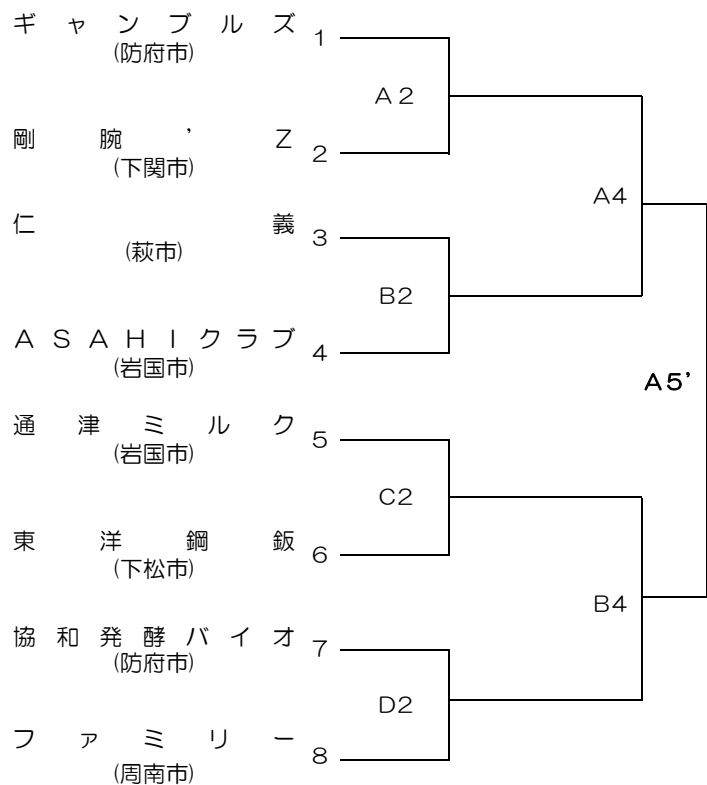 ギャンブルズ 1
(防府市)
A2
剛腕'Z 2
(下関市)
A4
仁義 3
(萩市)
B2
ASAHIクラブ 4
(岩国市)
A5'
通津ミルク 5
(岩国市)
C2
東洋鋼鈑 6
(下松市)
B4
協和発酵バイオ 7
(防府市)
D2
ファミリー 8
(周南市)